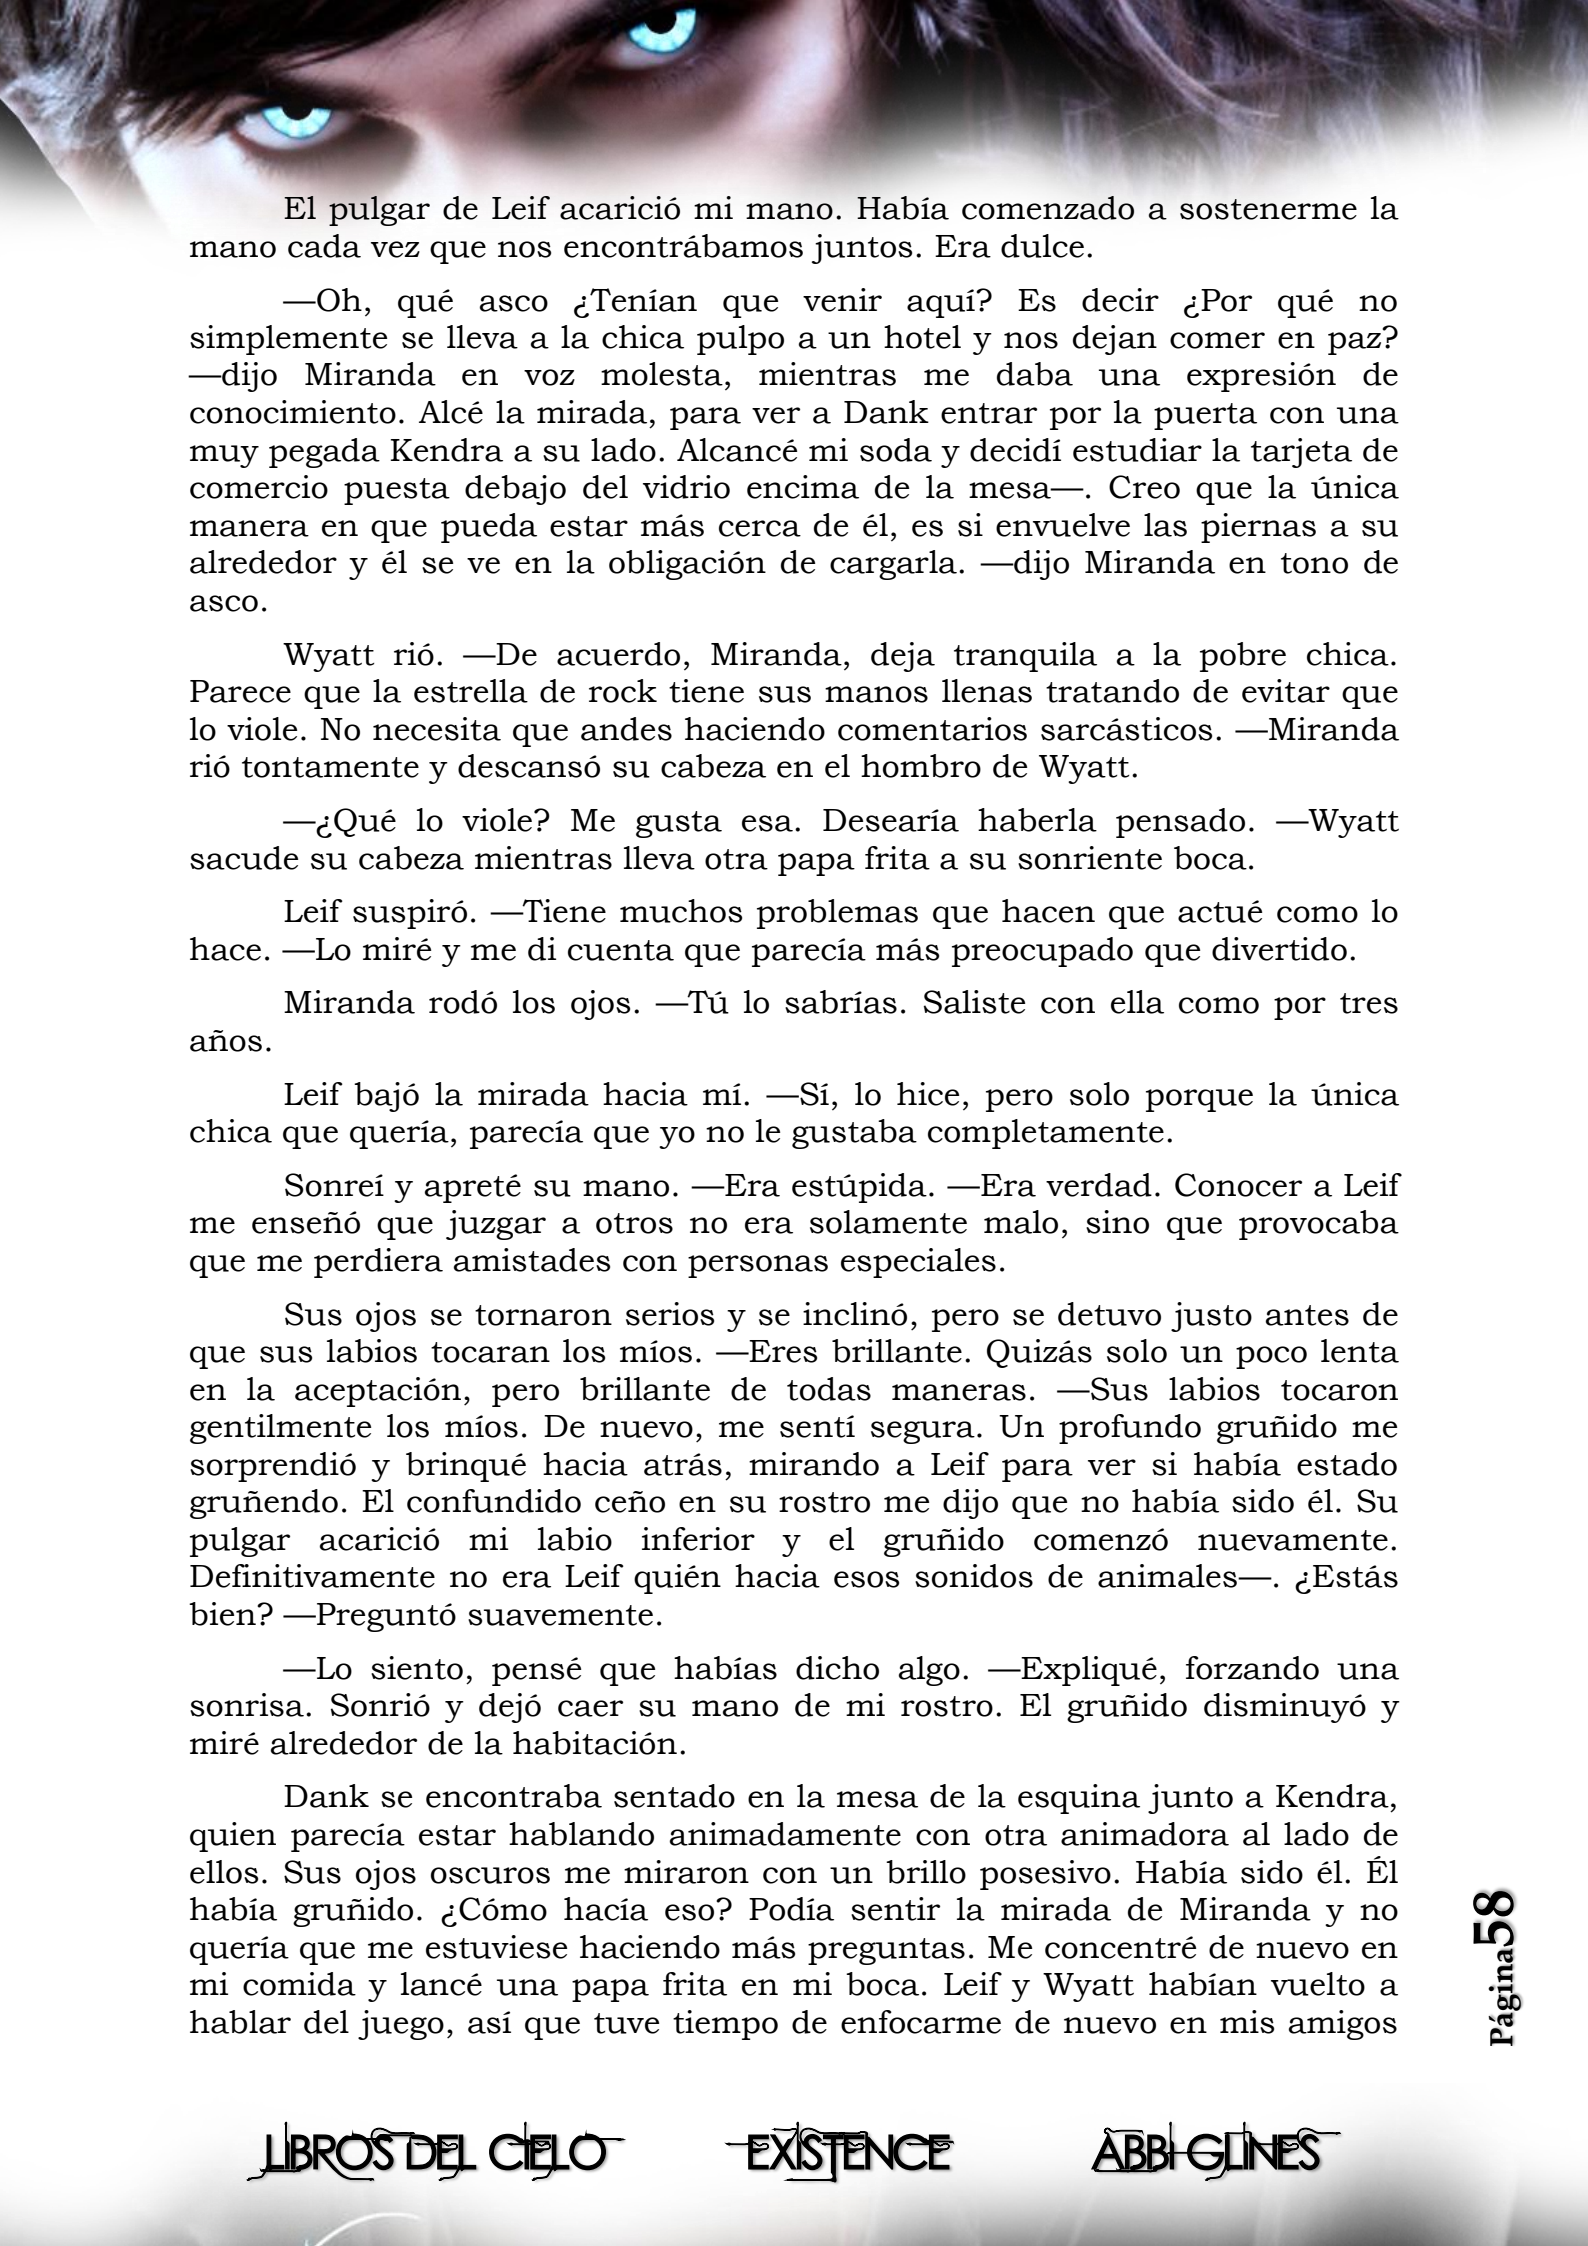 El pulgar de Leif acarició mi mano. Había comenzado a sostenerme la
mano cada vez que nos encontrábamos juntos. Era dulce.
—Oh, qué asco ¿Tenían que venir aquí? Es decir ¿Por qué no
simplemente se lleva a la chica pulpo a un hotel y nos dejan comer en paz?
—dijo Miranda en voz molesta, mientras me daba una expresión de
conocimiento. Alcé la mirada, para ver a Dank entrar por la puerta con una
muy pegada Kendra a su lado. Alcancé mi soda y decidí estudiar la tarjeta de
comercio puesta debajo del vidrio encima de la mesa—. Creo que la única
manera en que pueda estar más cerca de él, es si envuelve las piernas a su
alrededor y él se ve en la obligación de cargarla. —dijo Miranda en tono de
asco.
Wyatt rió. —De acuerdo, Miranda, deja tranquila a la pobre chica.
Parece que la estrella de rock tiene sus manos llenas tratando de evitar que
lo viole. No necesita que andes haciendo comentarios sarcásticos. —Miranda
rió tontamente y descansó su cabeza en el hombro de Wyatt.
—¿Qué lo viole? Me gusta esa. Desearía haberla pensado. —Wyatt
sacude su cabeza mientras lleva otra papa frita a su sonriente boca.
Leif suspiró. —Tiene muchos problemas que hacen que actué como lo
hace. —Lo miré y me di cuenta que parecía más preocupado que divertido.
Miranda rodó los ojos. —Tú lo sabrías. Saliste con ella como por tres
años.
Leif bajó la mirada hacia mí. —Sí, lo hice, pero solo porque la única
chica que quería, parecía que yo no le gustaba completamente.
Sonreí y apreté su mano. —Era estúpida. —Era verdad. Conocer a Leif
me enseñó que juzgar a otros no era solamente malo, sino que provocaba
que me perdiera amistades con personas especiales.
Sus ojos se tornaron serios y se inclinó, pero se detuvo justo antes de
que sus labios tocaran los míos. —Eres brillante. Quizás solo un poco lenta
en la aceptación, pero brillante de todas maneras. —Sus labios tocaron
gentilmente los míos. De nuevo, me sentí segura. Un profundo gruñido me
sorprendió y brinqué hacia atrás, mirando a Leif para ver si había estado
gruñendo. El confundido ceño en su rostro me dijo que no había sido él. Su
pulgar acarició mi labio inferior y el gruñido comenzó nuevamente.
Definitivamente no era Leif quién hacia esos sonidos de animales—. ¿Estás
bien? —Preguntó suavemente.
—Lo siento, pensé que habías dicho algo. —Expliqué, forzando una
sonrisa. Sonrió y dejó caer su mano de mi rostro. El gruñido disminuyó y
miré alrededor de la habitación.
Dank se encontraba sentado en la mesa de la esquina junto a Kendra,
quien parecía estar hablando animadamente con otra animadora al lado de
ellos. Sus ojos oscuros me miraron con un brillo posesivo. Había sido él. Él
había gruñido. ¿Cómo hacía eso? Podía sentir la mirada de Miranda y no
quería que me estuviese haciendo más preguntas. Me concentré de nuevo en
mi comida y lancé una papa frita en mi boca. Leif y Wyatt habían vuelto a
hablar del juego, así que tuve tiempo de enfocarme de nuevo en mis amigos
Página58
LIBROS DEL CIELO EXISTENCE ABBI GLINES